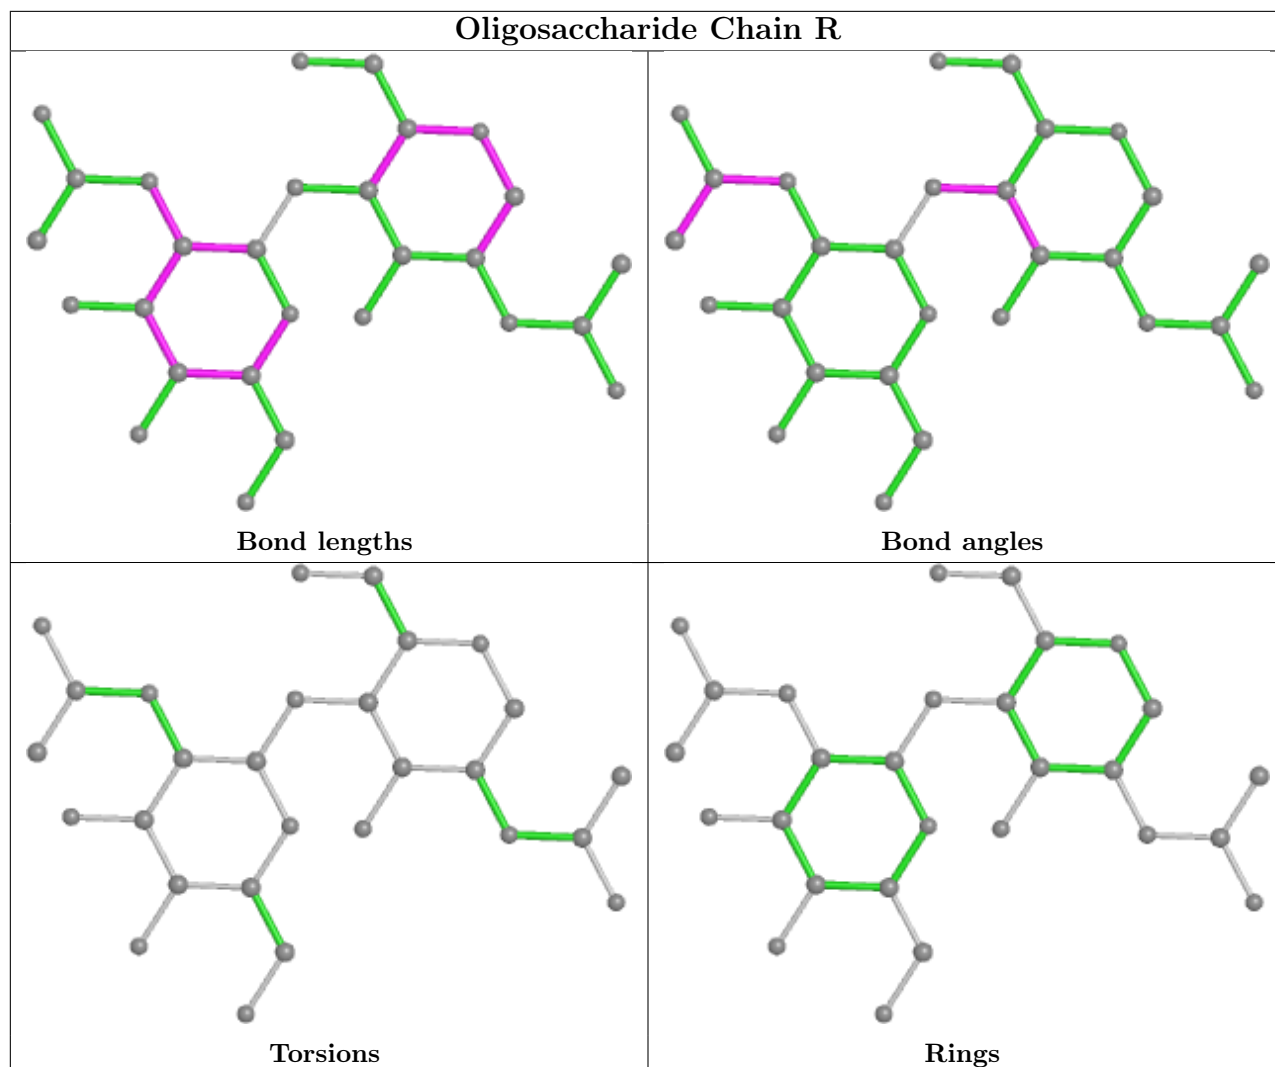 Oligosaccharide Chain R
Bond lengths
Bond angles
Torsions
Rings